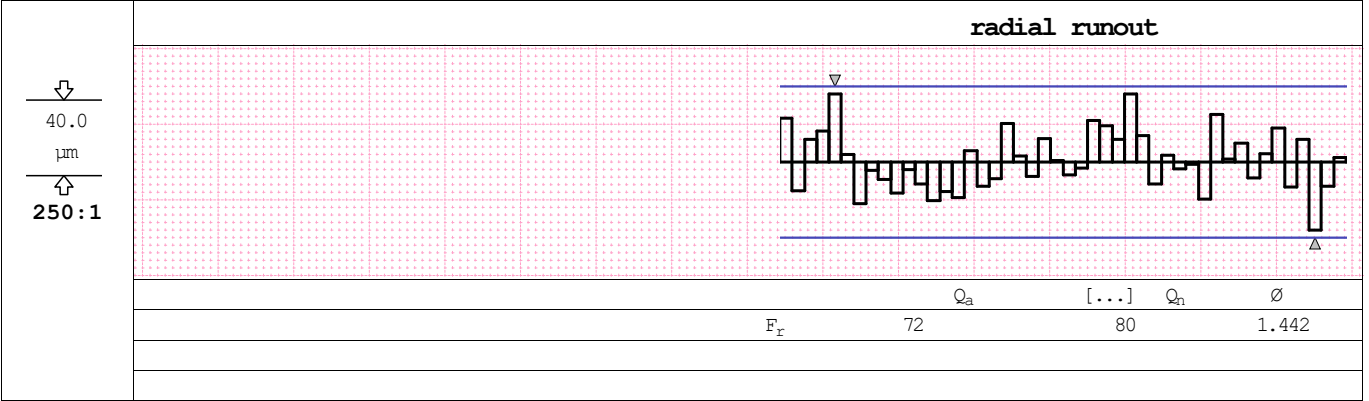 radial runout
40.0
µm
250:1
Qa [...] Qn Ø
Fr 72 80 1.442